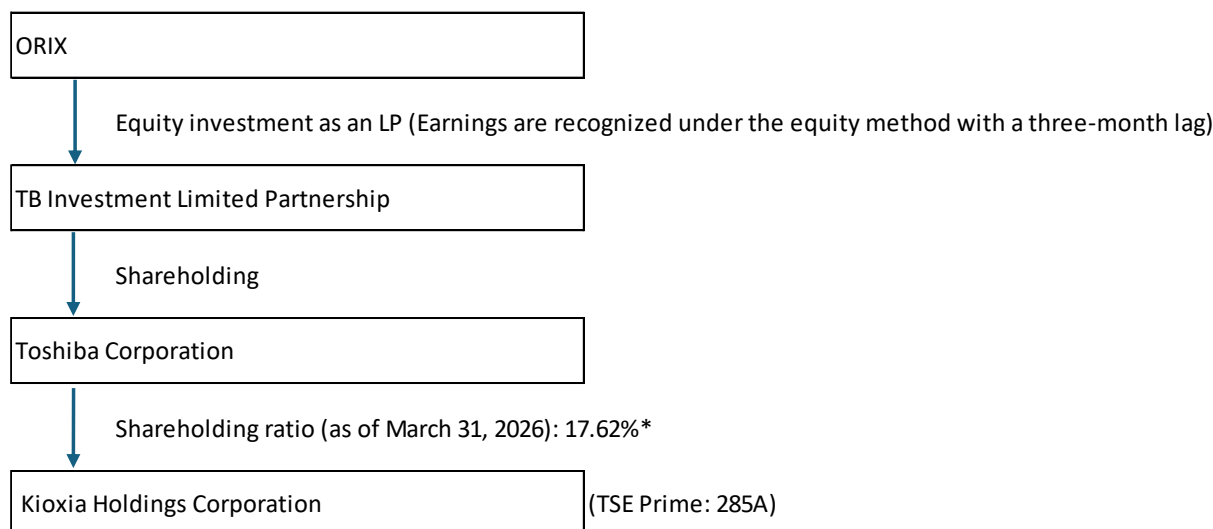 ORIX
Equity investment as an LP (Earnings are recognized under the equity method with a three-month lag)
TB Investment Limited Partnership
Shareholding
Toshiba Corporation
Shareholding ratio (as of March 31, 2026): 17.62%*
Kioxia Holdings Corporation (TSE Prime: 285A)